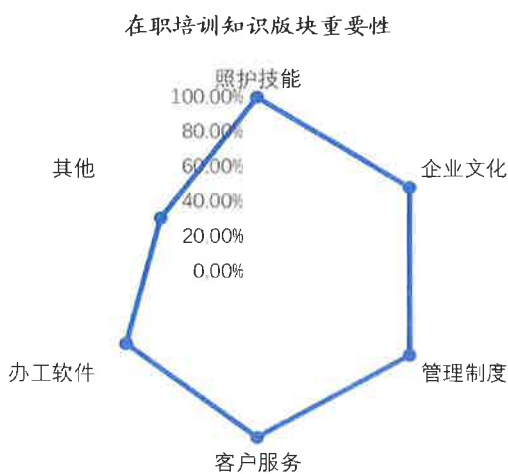 在职培训知识版块重要性
照护技能
100.00%
80.00%
其他
60.00%
企业文化
40.00%
20.00%
0.00%
办工软件
管理制度
客户服务